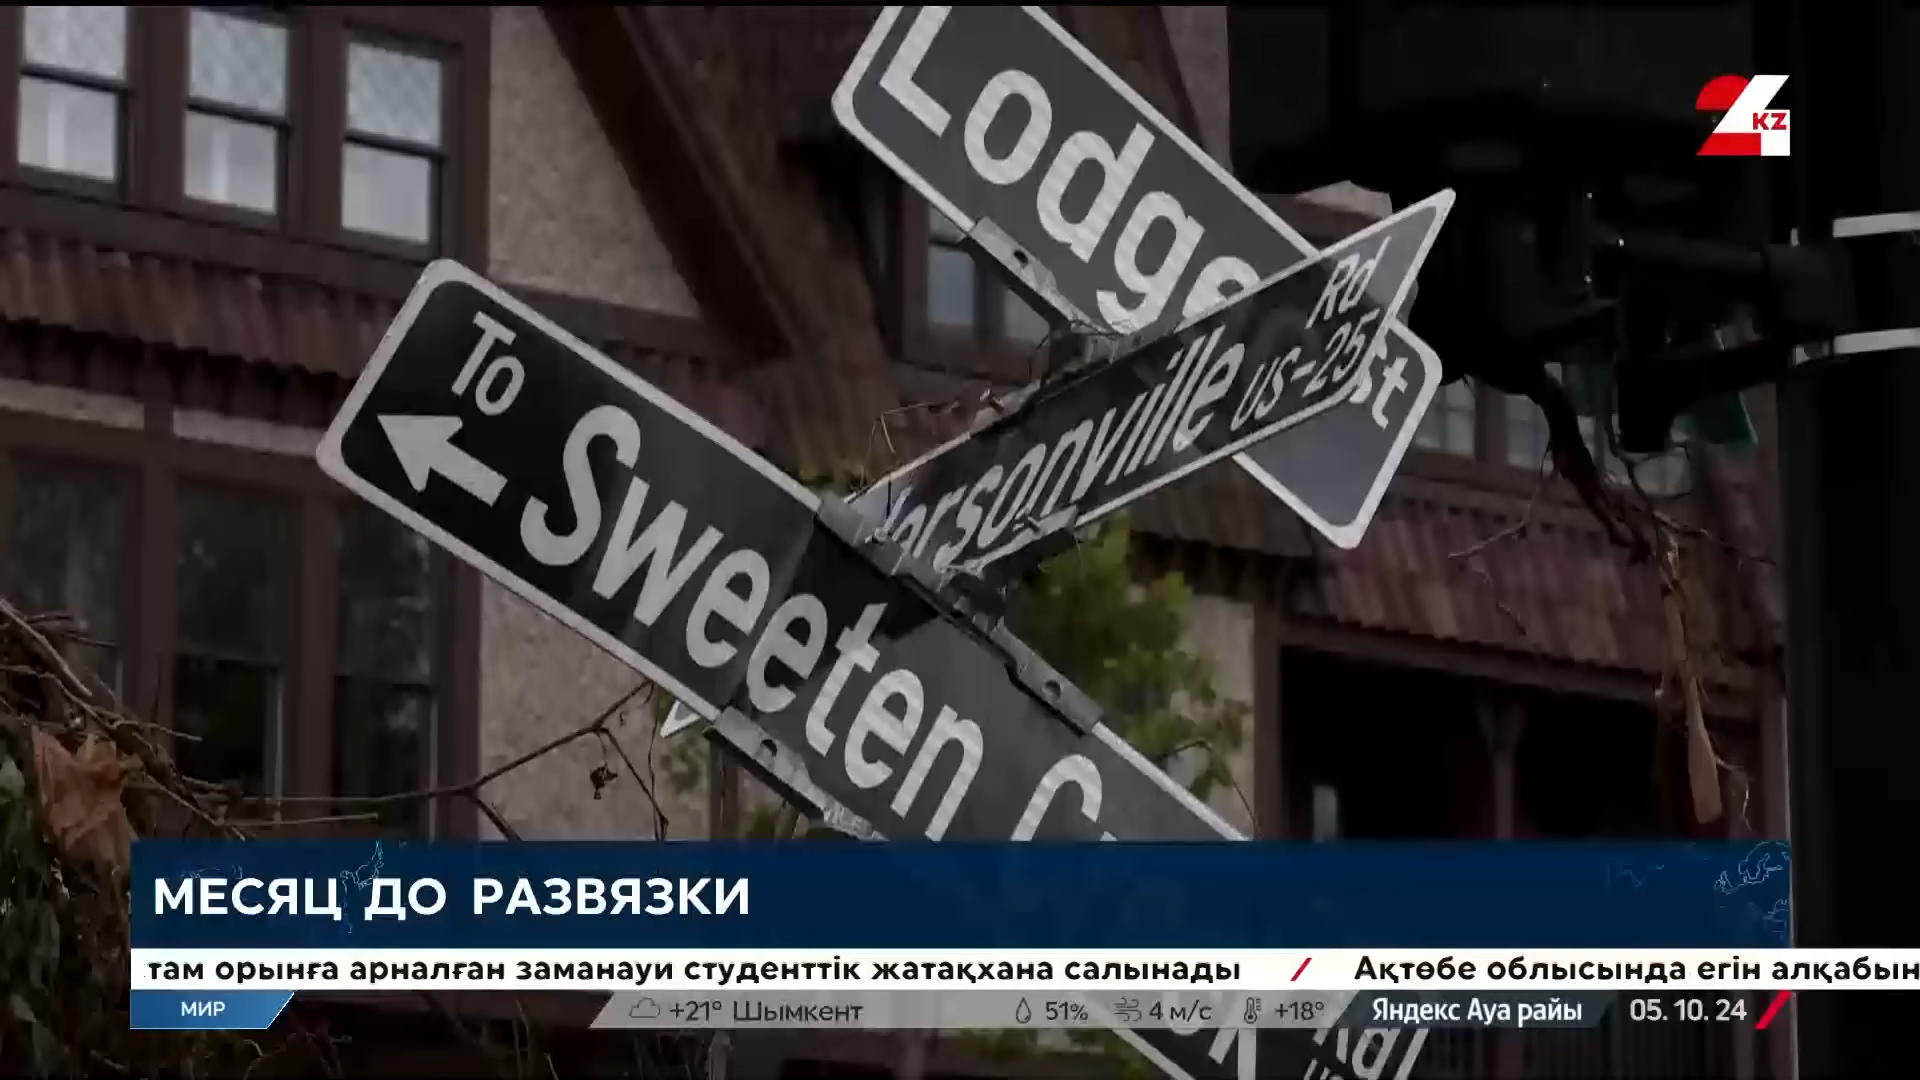 Lodge St
24 KZ
Rd
US-25
To
Sweeten
МЕСЯЦ ДО РАЗВЯЗКИ
там орынға арналған заманауи студенттік жатақхана салынады / Ақтөбе облысында егін алқабын
МИР
+21° Шымкент 51% 4 м/с +18° Яндекс Ауа райы 05.10.24